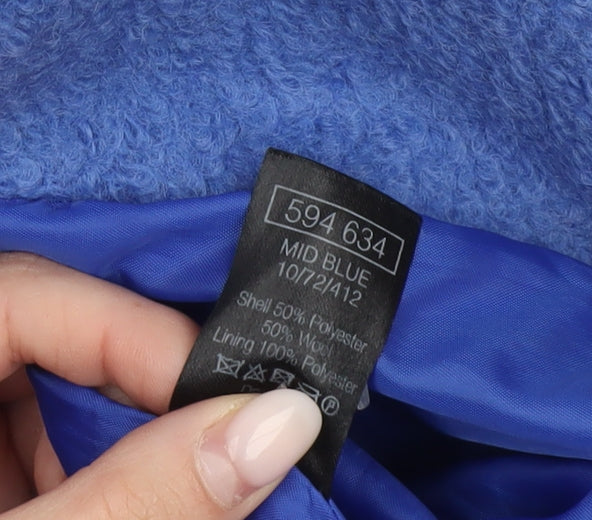 594 634
MID BLUE
10/72/412
Shell 50% Polyester
50% Wool
Lining 100% Polyester
P